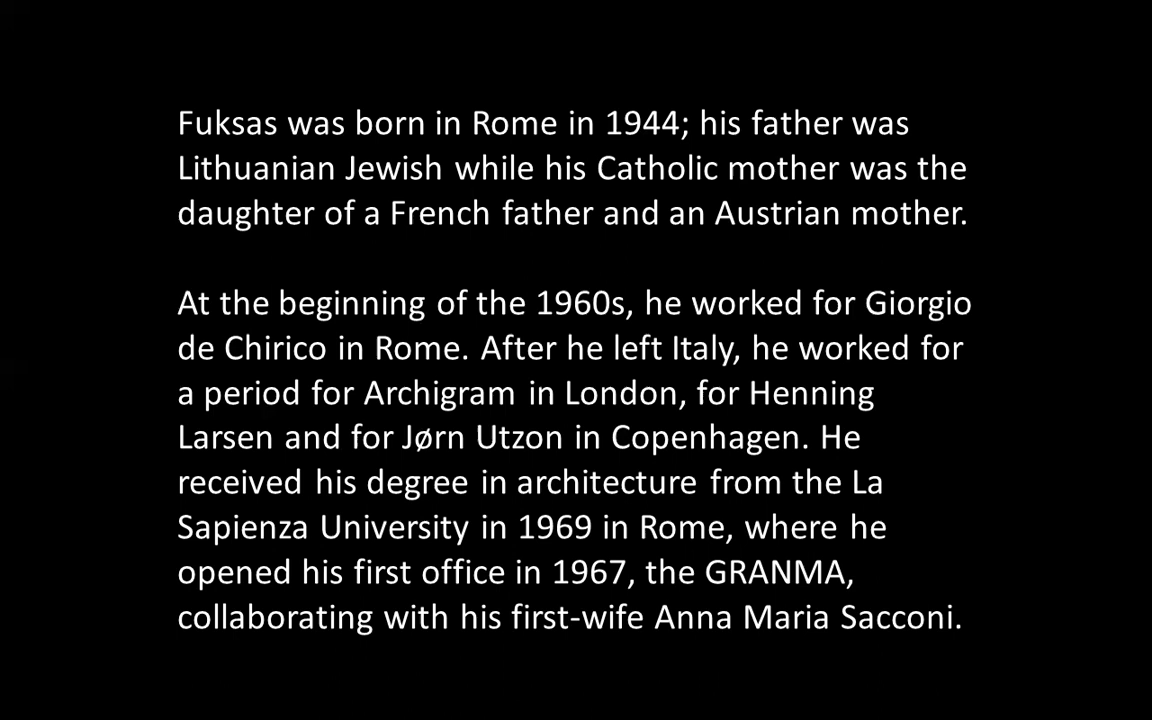 Fuksas was born in Rome in 1944; his father was
Lithuanian Jewish while his Catholic mother was the
daughter of a French father and an Austrian mother.
At the beginning of the 1960s, he worked for Giorgio
de Chirico in Rome. After he left Italy, he worked for
a period for Archigram in London, for Henning
Larsen and for Jørn Utzon in Copenhagen. He
received his degree in architecture from the La
Sapienza University in 1969 in Rome, where he
opened his first office in 1967, the GRANMA,
collaborating with his first-wife Anna Maria Sacconi.